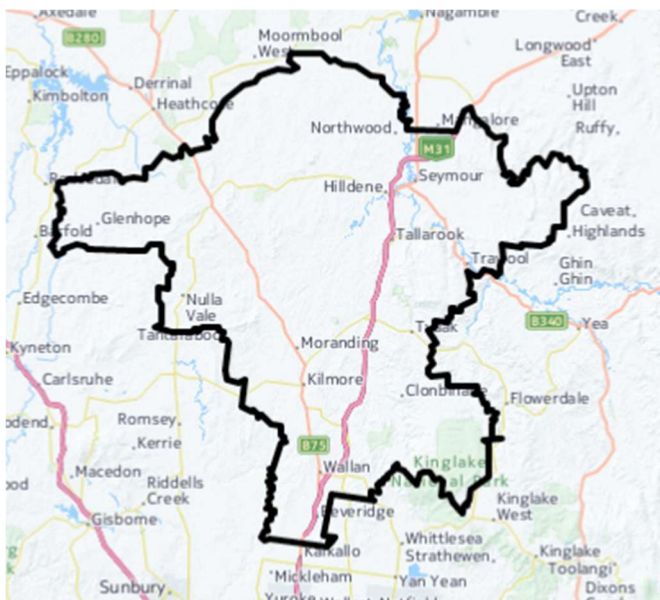 Axedale
Nagambie
Creek,
B280
Moormbool
West
Longwood
East
Eppalock
Derrinal
Kimbolton
Heathcote
Upton
Hill
Northwood
Mangalore
Ruffy,
M31
Seymour
Hilldene
Glenhope
Caveat,
Highlands
Barfold
Tallarook
Trawool
Ghin
Ghin
Edgecombe
Nulla
Vale
B340
Yea
Kyneton
Moranding
Carlsruhe
Kilmore
Clonbinane
Flowerdale
Romsey
Kerrie
B75
Wallan
Kinglake
National Park
Macedon
Riddells
Creek
Kinglake
West
Gisborne
Beveridge
Whittlesea
Strathewen
Kalkallo
Kinglake
Toolangi
Mickleham
Yan Yean
Sunbury
Dixons